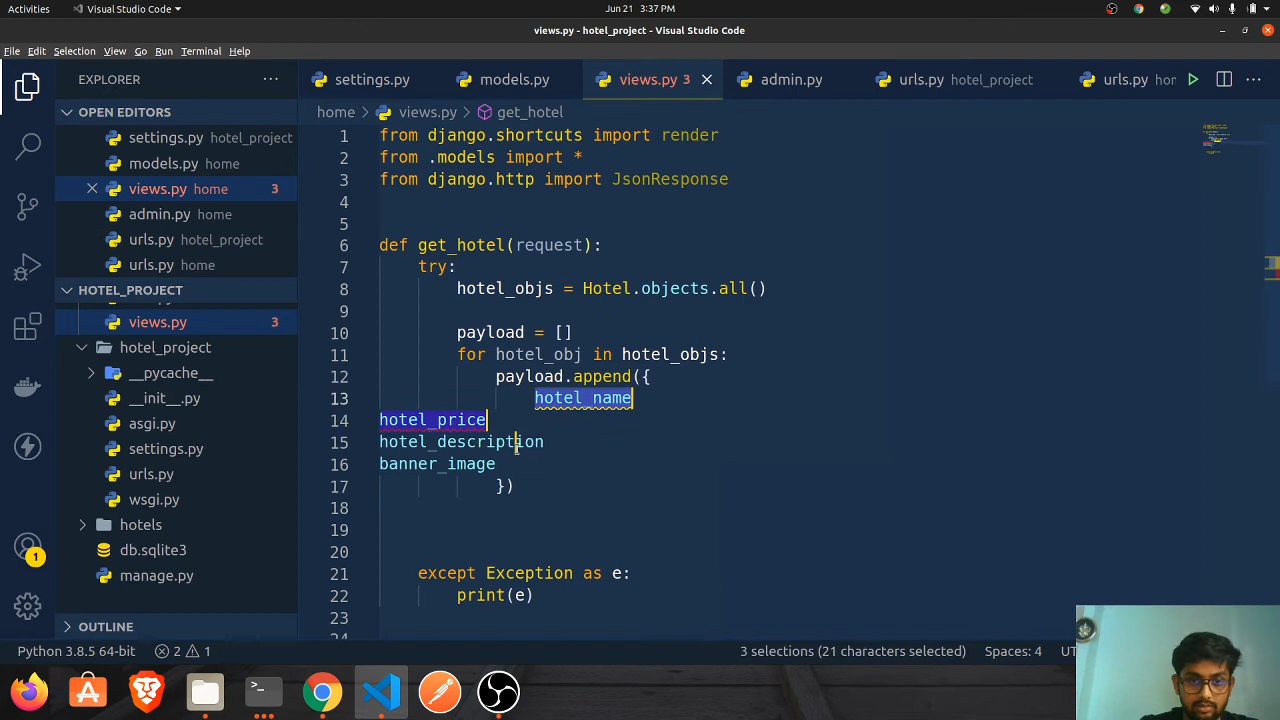 Activities
Visual Studio Code
Jun 21 3:37 PM
views.py - hotel_project - Visual Studio Code
File Edit Selection View Go Run Terminal Help
EXPLORER
OPEN EDITORS
settings.py hotel_project
models.py home
views.py home 3
admin.py home
urls.py hotel_project
urls.py home
HOTEL_PROJECT
views.py 3
hotel_project
__pycache__
__init__.py
asgi.py
settings.py
urls.py
wsgi.py
hotels
db.sqlite3
manage.py
OUTLINE
1
settings.py models.py views.py 3 admin.py urls.py hotel_project urls.py hor
home views.py get_hotel
1 from django.shortcuts import render
2 from .models import *
3 from django.http import JsonResponse
4
5
6 def get_hotel(request):
7 try:
8 hotel_objs = Hotel.objects.all()
9
10 payload = []
11 for hotel_obj in hotel_objs:
12 payload.append({
13 hotel_name
14 hotel_price
15 hotel_description
16 banner_image
17 })
18
19
20
21 except Exception as e:
22 print(e)
23
Python 3.8.5 64-bit 2 1 3 selections (21 characters selected) Spaces: 4 UT